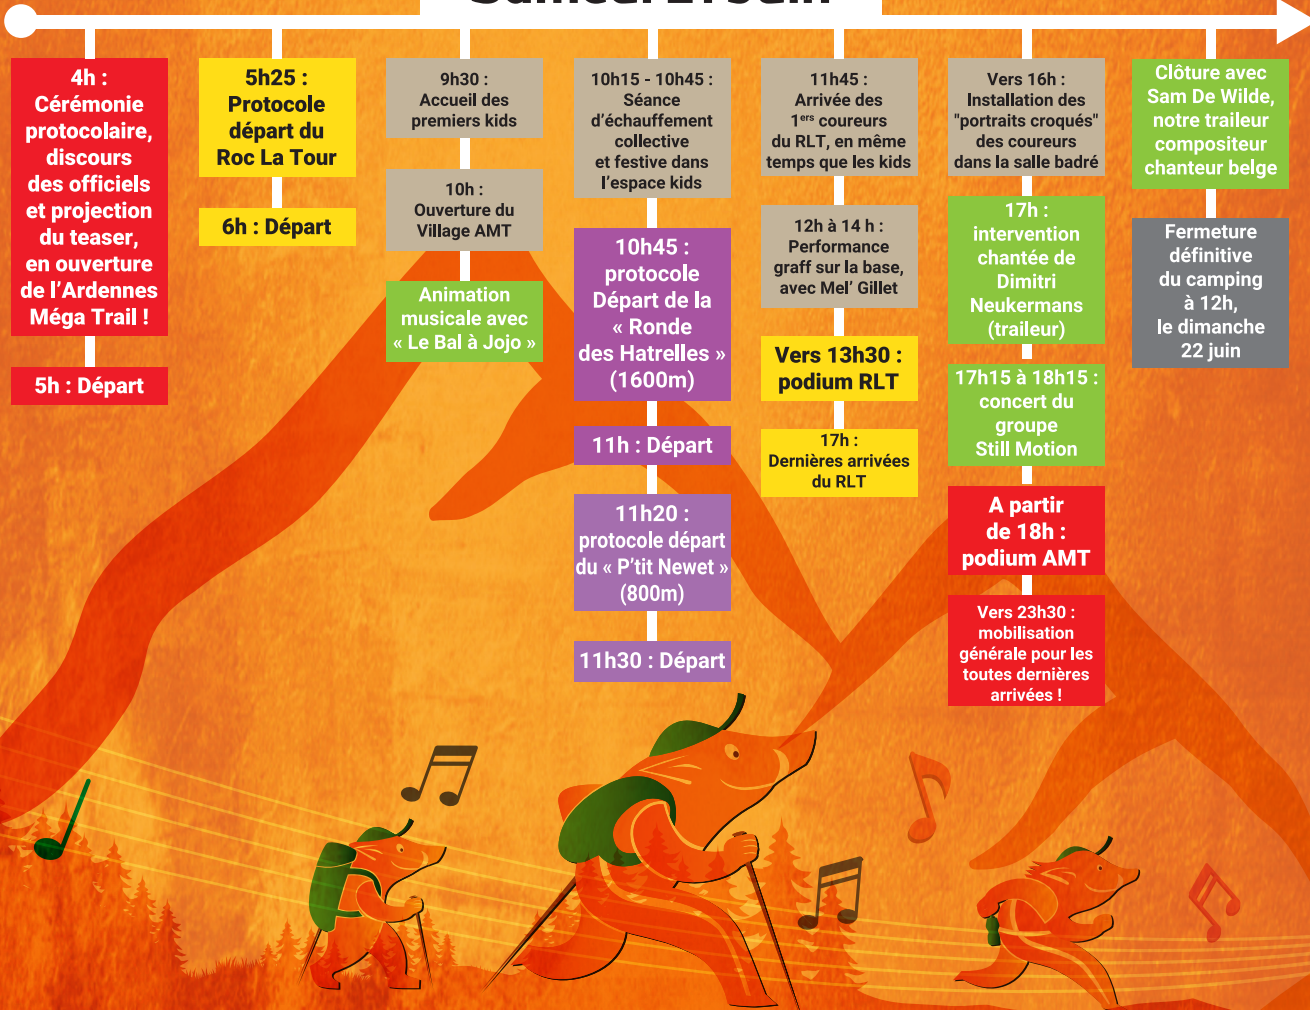 Samedi 21 Juin
4h :
Cérémonie
protocolaire,
discours
des officiels
et projection
du teaser,
en ouverture
de l'Ardennes
Méga Trail !
5h : Départ
5h25 :
Protocole
départ du
Roc La Tour
6h : Départ
9h30 :
Accueil des
premiers kids
10h :
Ouverture du
Village AMT
Animation
musicale avec
« Le Bal à Jojo »
10h15 - 10h45 :
Séance
d'échauffement
collective
et festive dans
l'espace kids
10h45 :
protocole
Départ de la
« Ronde
des Hatrelles »
(1600m)
11h : Départ
11h20 :
protocole départ
du « P'tit Newet »
(800m)
11h30 : Départ
11h45 :
Arrivée des
1ers coureurs
du RLT, en même
temps que les kids
12h à 14 h :
Performance
graff sur la base,
avec Mel' Gillet
Vers 13h30 :
podium RLT
17h :
Dernières arrivées
du RLT
Vers 16h :
Installation des
"portraits croqués"
des coureurs
dans la salle badré
17h :
intervention
chantée de
Dimitri
Neukermans
(traileur)
17h15 à 18h15 :
concert du
groupe
Still Motion
A partir
de 18h :
podium AMT
Vers 23h30 :
mobilisation
générale pour les
toutes dernières
arrivées !
Clôture avec
Sam De Wilde,
notre traileur
compositeur
chanteur belge
Fermeture
définitive
du camping
à 12h,
le dimanche
22 juin